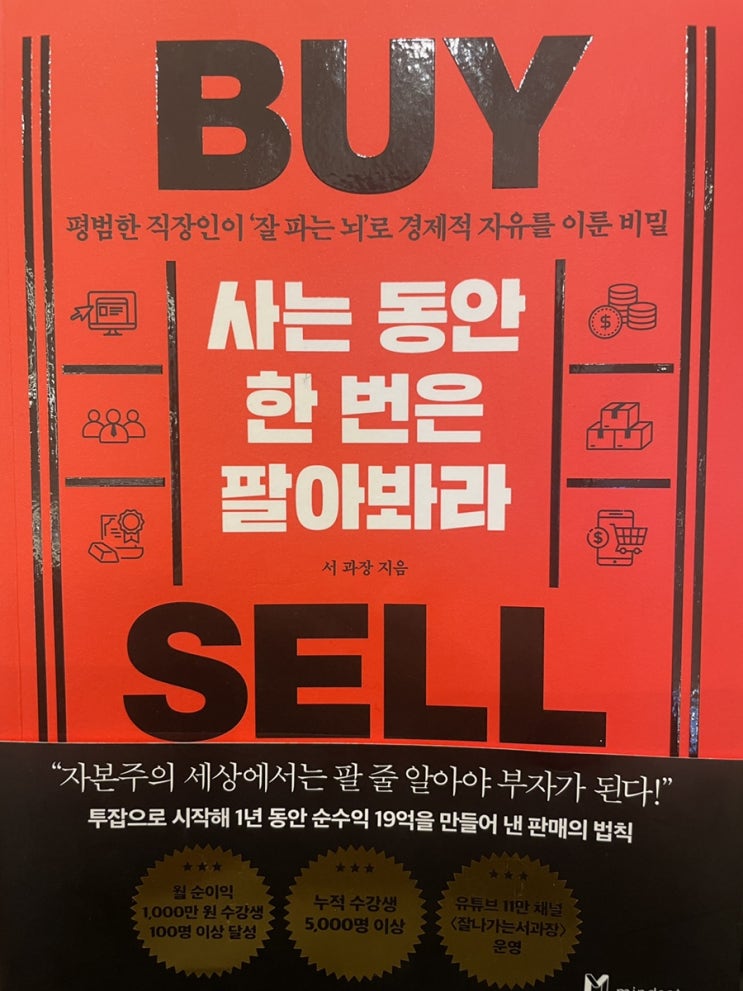 BUY
평범한 직장인이 '잘 파는 뇌'로 경제적 자유를 이룬 비밀
사는 동안
한 번은
팔아봐라
서 과장 지음
SELL
“자본주의 세상에서는 팔 줄 알아야 부자가 된다!”
투잡으로 시작해 1년 동안 순수익 19억을 만들어 낸 판매의 법칙
월 순이익
1,000만 원 수강생
100명 이상 달성
누적 수강생
5,000명 이상
유튜브 11만 채널
<잘나가는서과장>
운영